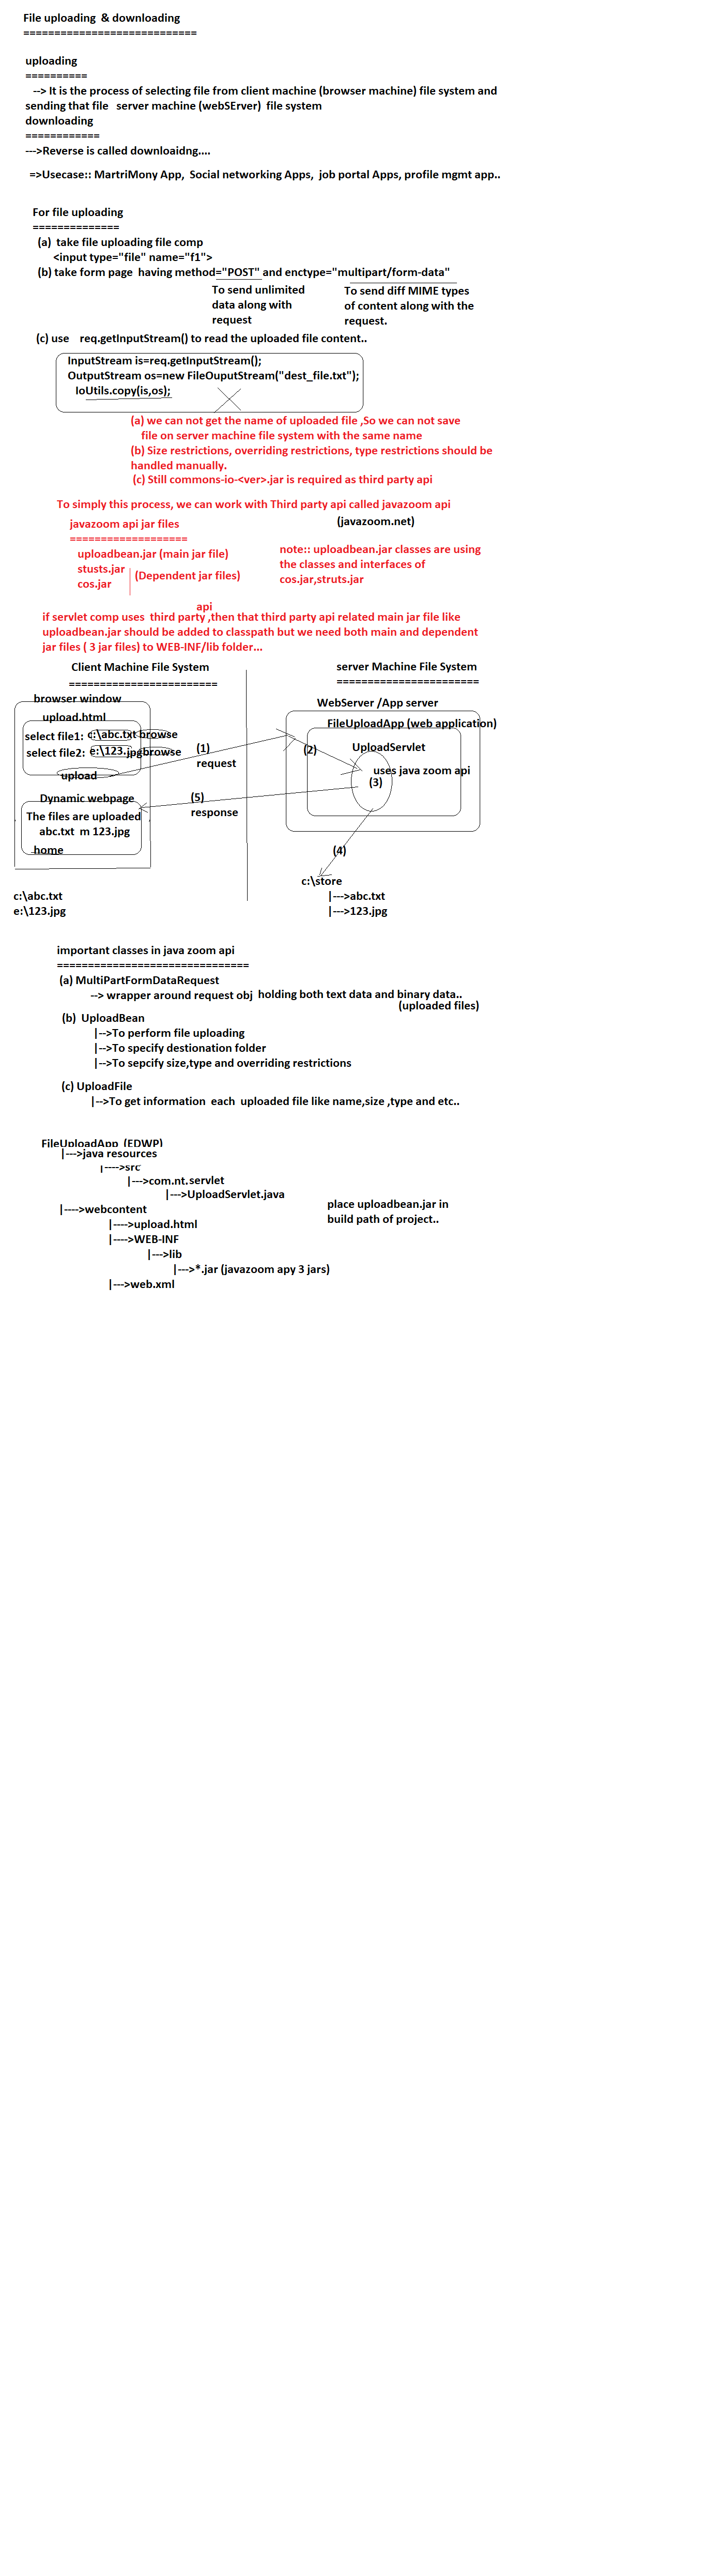 File uploading & downloading
============================
uploading
==========
--> It is the process of selecting file from client machine (browser machine) file system and
sending that file server machine (webSErver) file system
downloading
============
--->Reverse is called downloaidng....
=>Usecase:: MartriMony App, Social networking Apps, job portal Apps, profile mgmt app..
For file uploading
==============
(a) take file uploading file comp
<input type="file" name="f1">
(b) take form page having method="POST" and enctype="multipart/form-data"
To send unlimited
data along with
request
To send diff MIME types
of content along with the
request.
(c) use req.getInputStream() to read the uploaded file content..
InputStream is=req.getInputStream();
OutputStream os=new FileOuputStream("dest_file.txt");
IoUtils.copy(is,os);
(a) we can not get the name of uploaded file ,So we can not save
file on server machine file system with the same name
(b) Size restrictions, overriding restrictions, type restrictions should be
handled manually.
(c) Still commons-io-<ver>.jar is required as third party api
To simply this process, we can work with Third party api called javazoom api
(javazoom.net)
javazoom api jar files
===================
uploadbean.jar (main jar file)
stusts.jar
cos.jar
(Dependent jar files)
note:: uploadbean.jar classes are using
the classes and interfaces of
cos.jar,struts.jar
api
if servlet comp uses third party ,then that third party api related main jar file like
uploadbean.jar should be added to classpath but we need both main and dependent
jar files ( 3 jar files) to WEB-INF/lib folder...
Client Machine File System
========================
server Machine File System
=======================
browser window
upload.html
select file1: c:\abc.txt browse
select file2: e:\123.jpgbrowse
upload
(1)
request
WebServer /App server
FileUploadApp (web application)
(2)
UploadServlet
uses java zoom api
(3)
Dynamic webpage
The files are uploaded
abc.txt m 123.jpg
home
(5)
response
(4)
c:\store
|--->abc.txt
|--->123.jpg
c:\abc.txt
e:\123.jpg
important classes in java zoom api
===============================
(a) MultiPartFormDataRequest
--> wrapper around request obj holding both text data and binary data..
(uploaded files)
(b) UploadBean
|-->To perform file uploading
|-->To specify destionation folder
|-->To sepcify size,type and overriding restrictions
(c) UploadFile
|-->To get information each uploaded file like name,size ,type and etc..
FileUploadApp (EDWP)
|--->java resources
|---->src
|--->com.nt.servlet
|--->UploadServlet.java
|---->webcontent
|---->upload.html
|---->WEB-INF
|--->lib
|--->*.jar (javazoom apy 3 jars)
|--->web.xml
place uploadbean.jar in
build path of project..